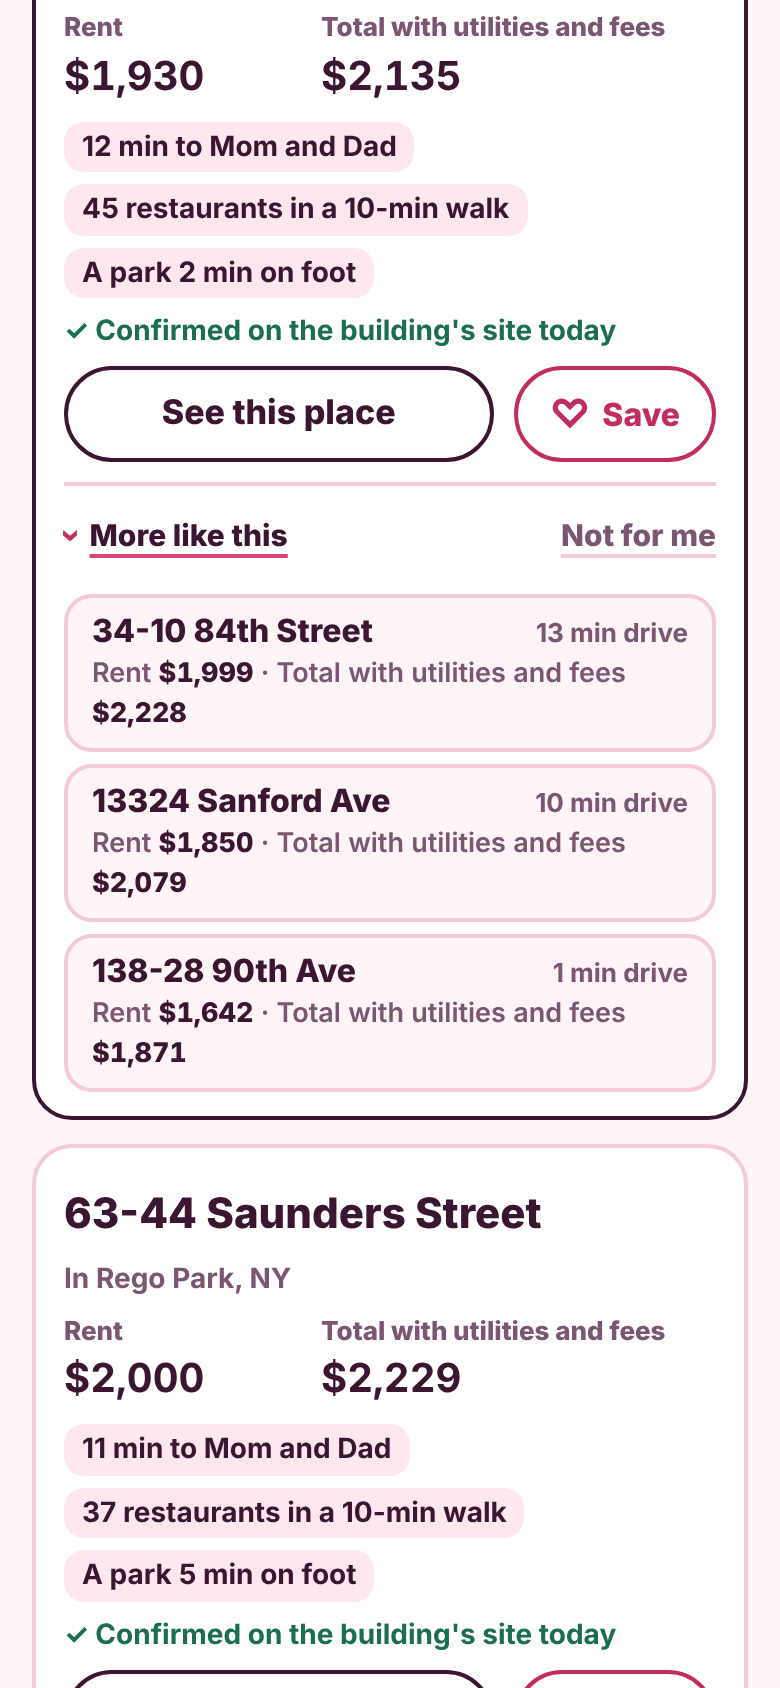 Rent Total with utilities and fees
$1,930 $2,135
12 min to Mom and Dad
45 restaurants in a 10-min walk
A park 2 min on foot
✓ Confirmed on the building's site today
See this place ♡ Save
More like this Not for me
34-10 84th Street 13 min drive
Rent $1,999 · Total with utilities and fees
$2,228
13324 Sanford Ave 10 min drive
Rent $1,850 · Total with utilities and fees
$2,079
138-28 90th Ave 1 min drive
Rent $1,642 · Total with utilities and fees
$1,871
63-44 Saunders Street
In Rego Park, NY
Rent Total with utilities and fees
$2,000 $2,229
11 min to Mom and Dad
37 restaurants in a 10-min walk
A park 5 min on foot
✓ Confirmed on the building's site today